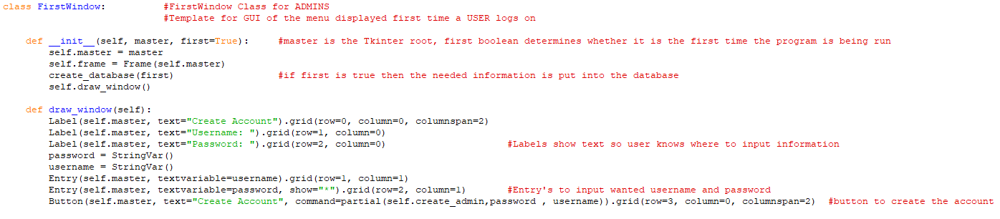 class FirstWindow:          #FirstWindow Class for ADMINS
                            #Template for GUI of the menu displayed first time a USER logs on

    def __init__(self, master, first=True):     #master is the Tkinter root, first boolean determines whether it is the first time the program is being run
        self.master = master
        self.frame = Frame(self.master)
        create_database(first)                  #if first is true then the needed information is put into the database
        self.draw_window()

    def draw_window(self):
        Label(self.master, text="Create Account").grid(row=0, column=0, columnspan=2)
        Label(self.master, text="Username: ").grid(row=1, column=0)
        Label(self.master, text="Password: ").grid(row=2, column=0)                     #Labels show text so user knows where to input information
        password = StringVar()
        username = StringVar()
        Entry(self.master, textvariable=username).grid(row=1, column=1)
        Entry(self.master, textvariable=password, show="*").grid(row=2, column=1)       #Entry's to input wanted username and password
        Button(self.master, text="Create Account", command=partial(self.create_admin,password , username)).grid(row=3, column=0, columnspan=2)  #button to create the account